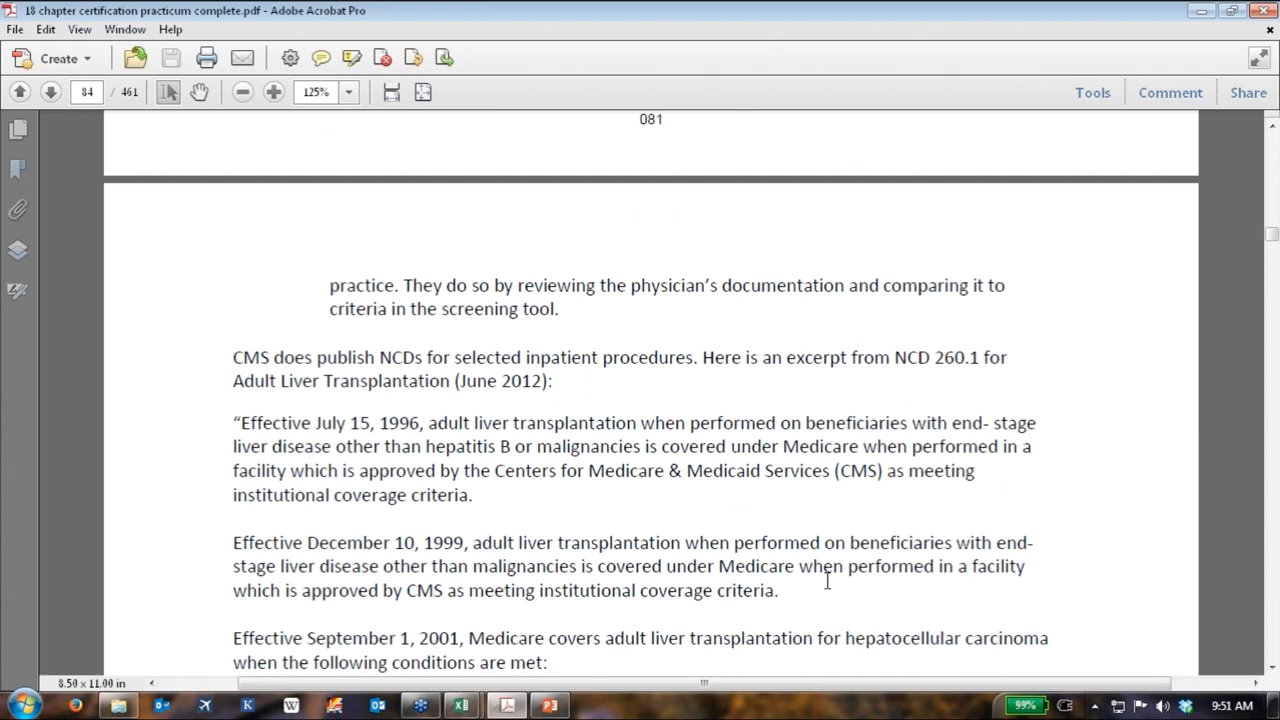 18 chapter certification practicum complete.pdf - Adobe Acrobat Pro
File Edit View Window Help
Create
84 / 461 125% Tools Comment Share
081
practice. They do so by reviewing the physician’s documentation and comparing it to
criteria in the screening tool.
CMS does publish NCDs for selected inpatient procedures. Here is an excerpt from NCD 260.1 for
Adult Liver Transplantation (June 2012):
“Effective July 15, 1996, adult liver transplantation when performed on beneficiaries with end- stage
liver disease other than hepatitis B or malignancies is covered under Medicare when performed in a
facility which is approved by the Centers for Medicare & Medicaid Services (CMS) as meeting
institutional coverage criteria.
Effective December 10, 1999, adult liver transplantation when performed on beneficiaries with end-
stage liver disease other than malignancies is covered under Medicare when performed in a facility
which is approved by CMS as meeting institutional coverage criteria.
Effective September 1, 2001, Medicare covers adult liver transplantation for hepatocellular carcinoma
when the following conditions are met:
8.50 x 11.00 in
99% 9:51 AM